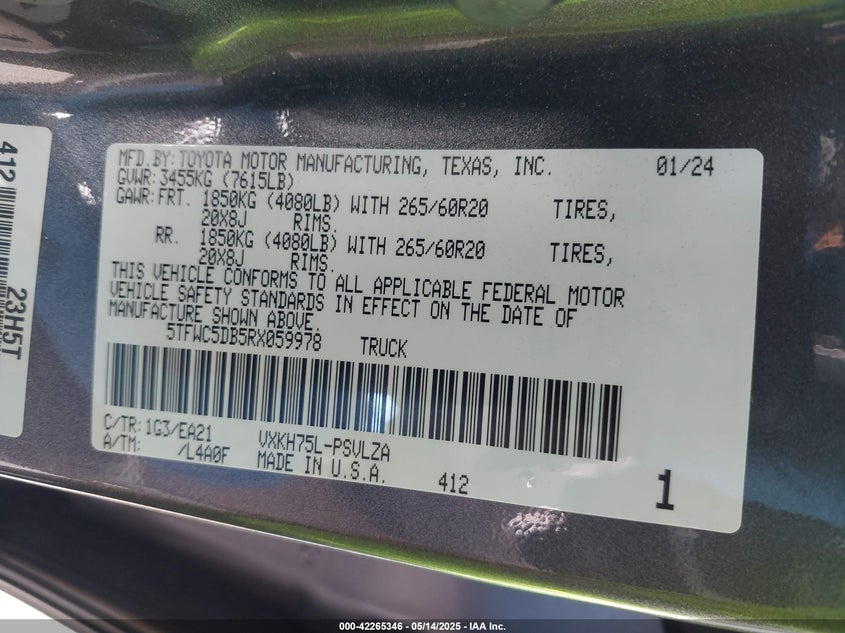 MFD.BY:TOYOTA MOTOR MANUFACTURING, TEXAS, INC. 01/24
GVWR:3455KG (7615LB)
GAWR:FRT. 1850KG (4080LB) WITH 265/60R20 TIRES,
20X8J RIMS.
RR. 1850KG (4080LB) WITH 265/60R20 TIRES,
20X8J RIMS.
THIS VEHICLE CONFORMS TO ALL APPLICABLE FEDERAL MOTOR
VEHICLE SAFETY STANDARDS IN EFFECT ON THE DATE OF
MANUFACTURE SHOWN ABOVE.
5TFWC5DB5RX059978 TRUCK
C/TR:1G3/EA21 VXKH75L-PSVLZA
A/TM: /L4A0F MADE IN U.S.A. 412 1
412 23H5T
000-42265346 | 05/14/2025 | IAA Inc.